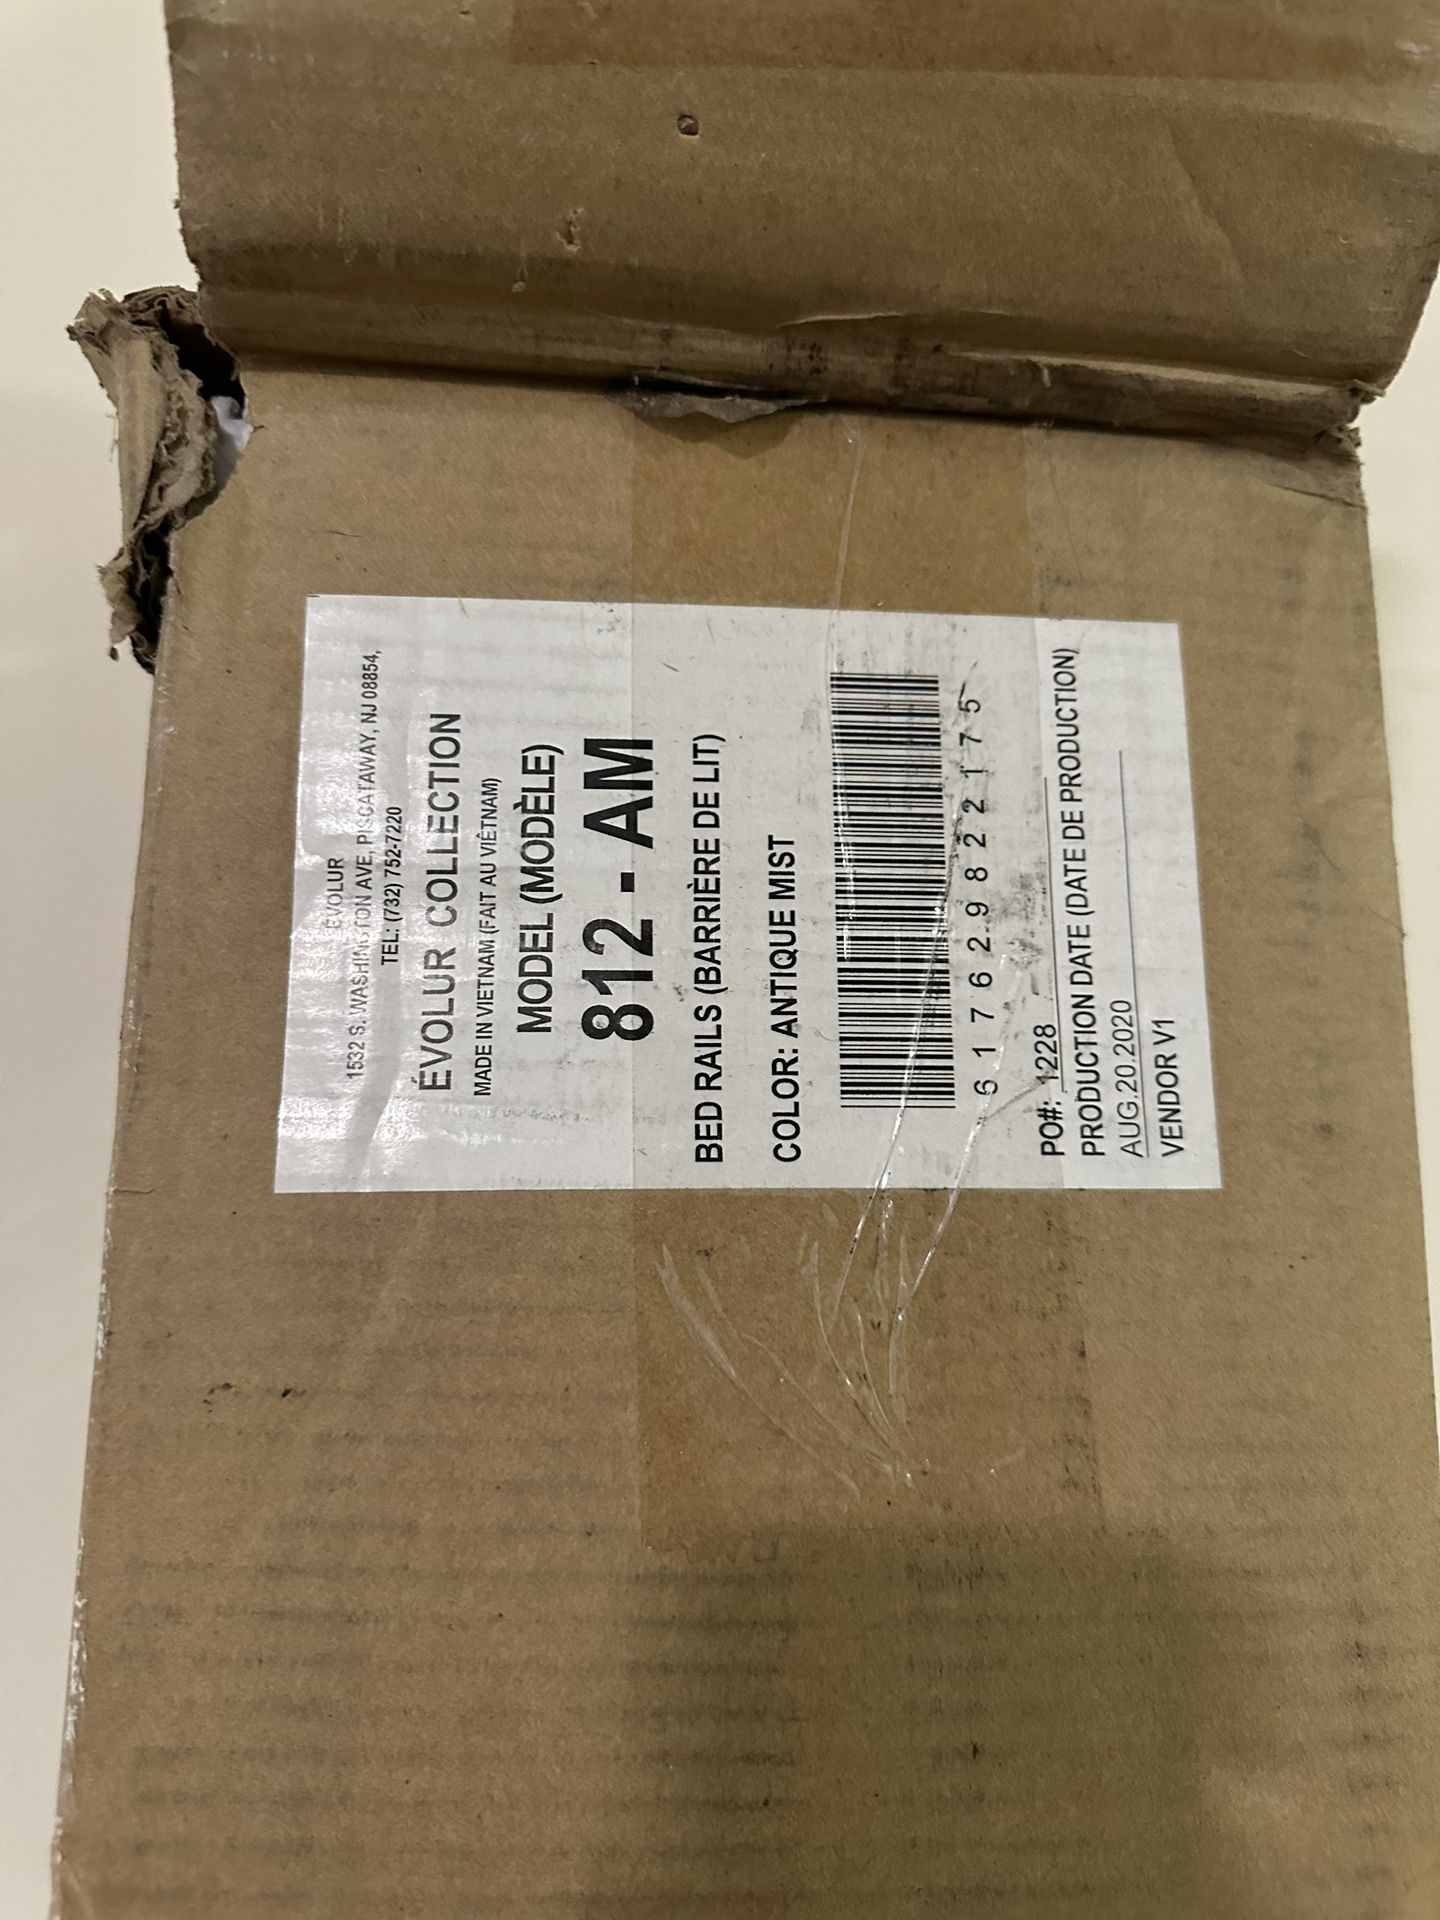 ÉVOLUR
1532 S. WASHINGTON AVE, PISCATAWAY, NJ 08854,
TEL: (732) 752-7220
ÉVOLUR COLLECTION
MADE IN VIETNAM (FAIT AU VIÊTNAM)
MODEL (MODÈLE)
812 - AM
BED RAILS (BARRIÈRE DE LIT)
COLOR: ANTIQUE MIST
6 1 7 6 2 9 8 2 2 1 7 5
PO#: 1228
PRODUCTION DATE (DATE DE PRODUCTION)
AUG.20.2020
VENDOR V1